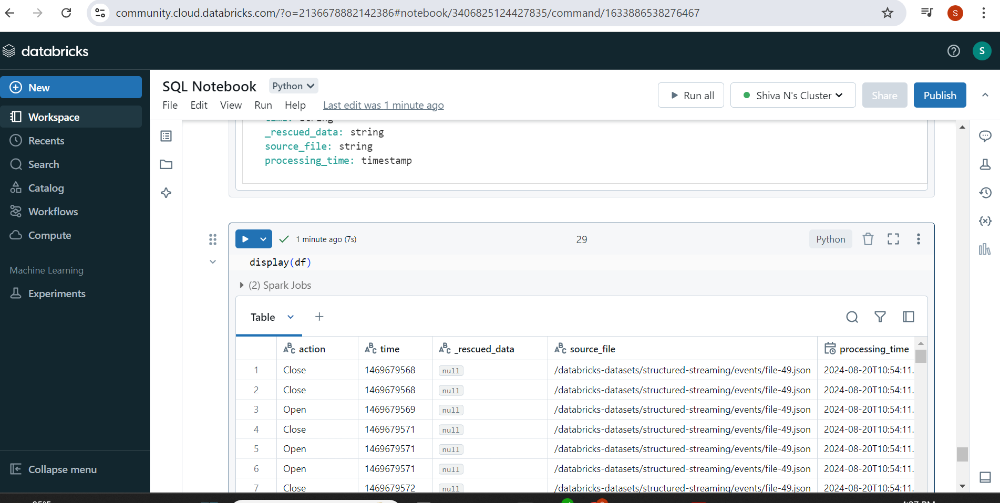 community.cloud.databricks.com/?o=2136678882142386#notebook/3406825124427835/command/1633886538276467
S
databricks
S
New
Workspace
Recents
Search
Catalog
Workflows
Compute
Machine Learning
Experiments
Collapse menu
SQL Notebook Python
File Edit View Run Help Last edit was 1 minute ago
Run all Shiva N's Cluster Share Publish
time: string
_rescued_data: string
source_file: string
processing_time: timestamp
1 minute ago (7s) 29 Python
display(df)
(2) Spark Jobs
Table +
action time _rescued_data source_file processing_time
1 Close 1469679568 null /databricks-datasets/structured-streaming/events/file-49.json 2024-08-20T10:54:11.
2 Close 1469679568 null /databricks-datasets/structured-streaming/events/file-49.json 2024-08-20T10:54:11.
3 Open 1469679569 null /databricks-datasets/structured-streaming/events/file-49.json 2024-08-20T10:54:11.
4 Close 1469679571 null /databricks-datasets/structured-streaming/events/file-49.json 2024-08-20T10:54:11.
5 Open 1469679571 null /databricks-datasets/structured-streaming/events/file-49.json 2024-08-20T10:54:11.
6 Open 1469679571 null /databricks-datasets/structured-streaming/events/file-49.json 2024-08-20T10:54:11.
7 Close 1469679572 null /databricks-datasets/structured-streaming/events/file-49.json 2024-08-20T10:54:11.